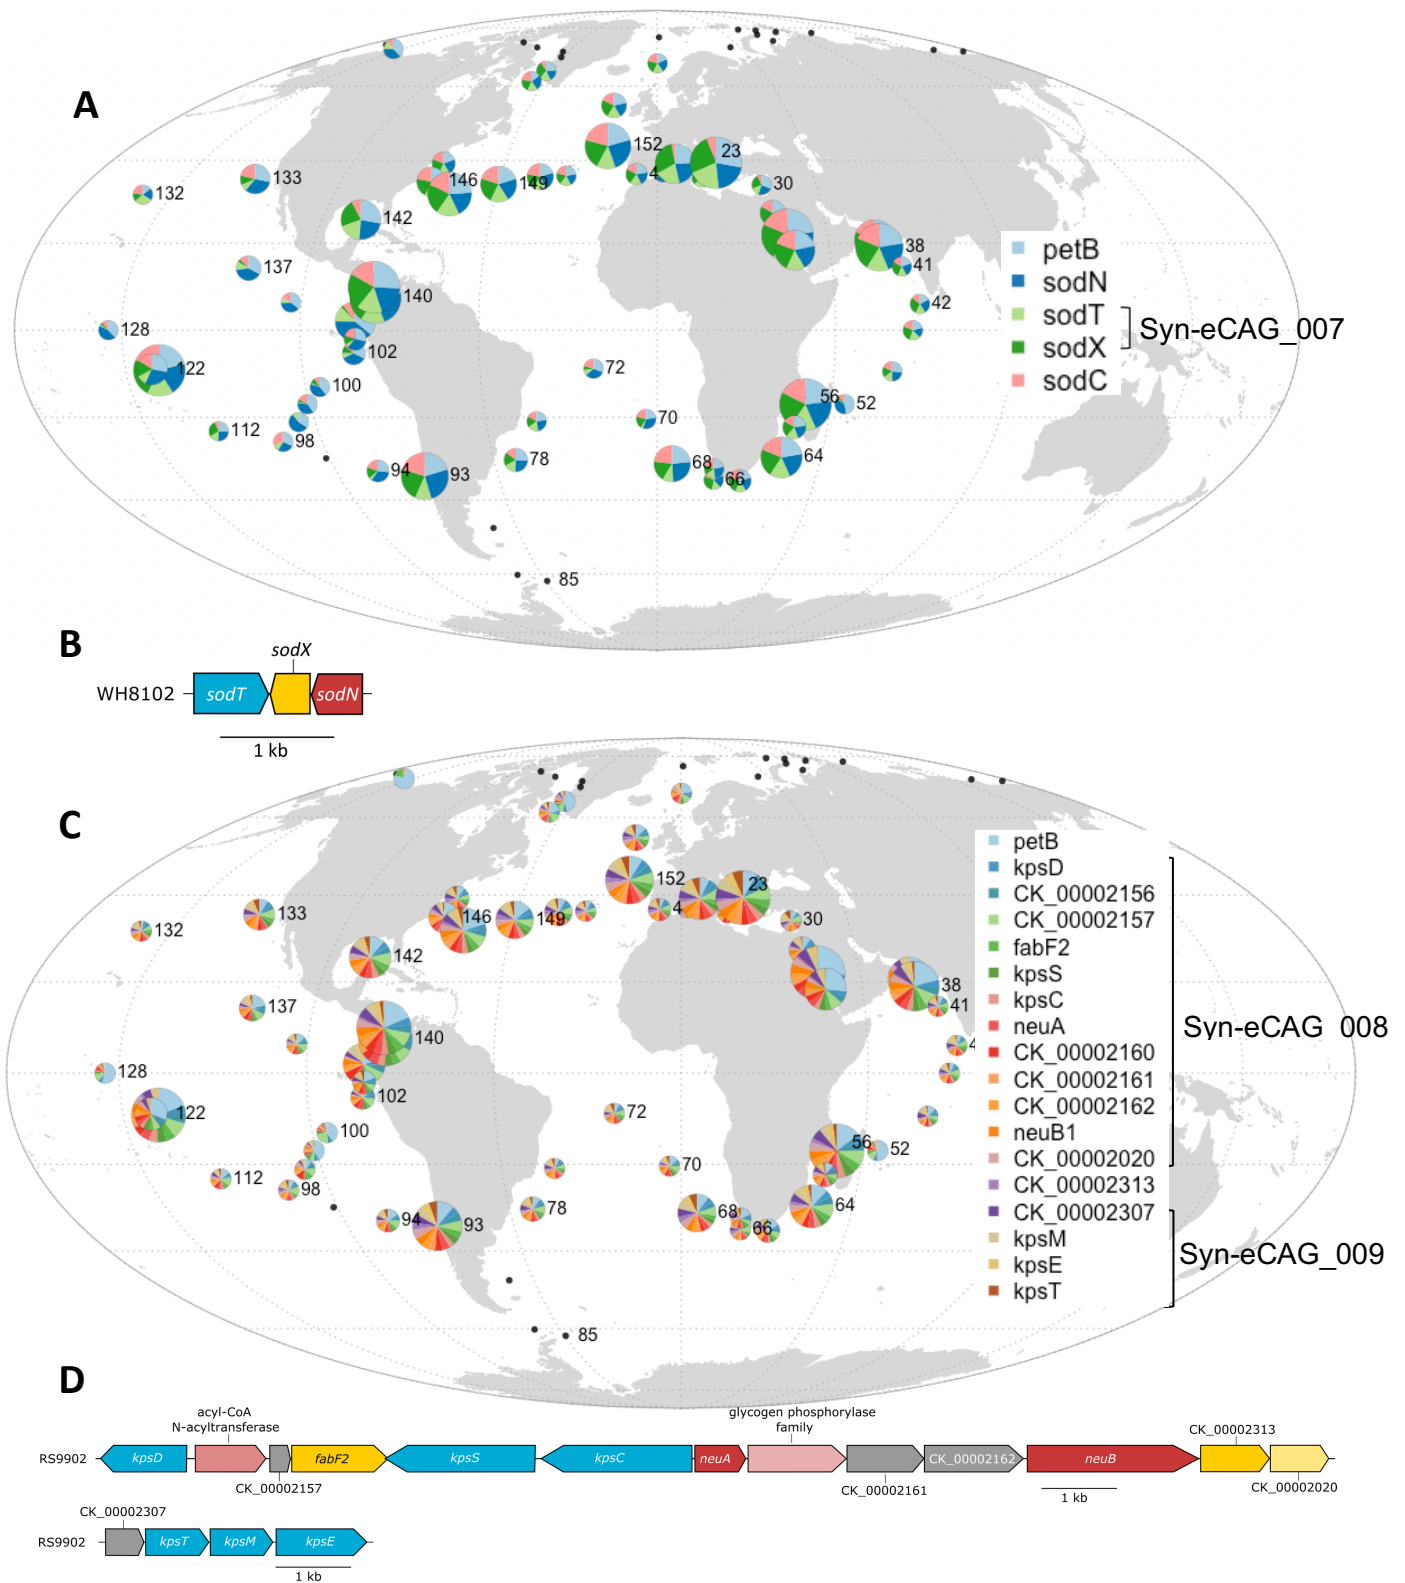 A
152
146
149
4
23
30
133
132
142
38
41
137
140
42
128
102
122
100
72
56
52
112
98
70
94
93
78
68
66
64
85
petB
sodN
sodT
sodX
sodC
Syn-eCAG_007
B
sodX
WH8102
sodT
sodN
1 kb
C
152
23
4
146
149
30
133
132
142
38
41
137
140
4
128
102
122
100
72
56
52
112
98
70
94
93
78
68
66
64
85
petB
kpsD
CK_00002156
CK_00002157
fabF2
kpsS
kpsC
neuA
CK_00002160
CK_00002161
CK_00002162
neuB1
CK_00002020
CK_00002313
CK_00002307
kpsM
kpsE
kpsT
Syn-eCAG_008
Syn-eCAG_009
D
acyl-CoA
N-acyltransferase
glycogen phosphorylase
family
CK_00002313
RS9902
kpsD
fabF2
kpsS
kpsC
neuA
CK_00002162
neuB
CK_00002157
CK_00002161
CK_00002020
1 kb
CK_00002307
RS9902
kpsT
kpsM
kpsE
1 kb